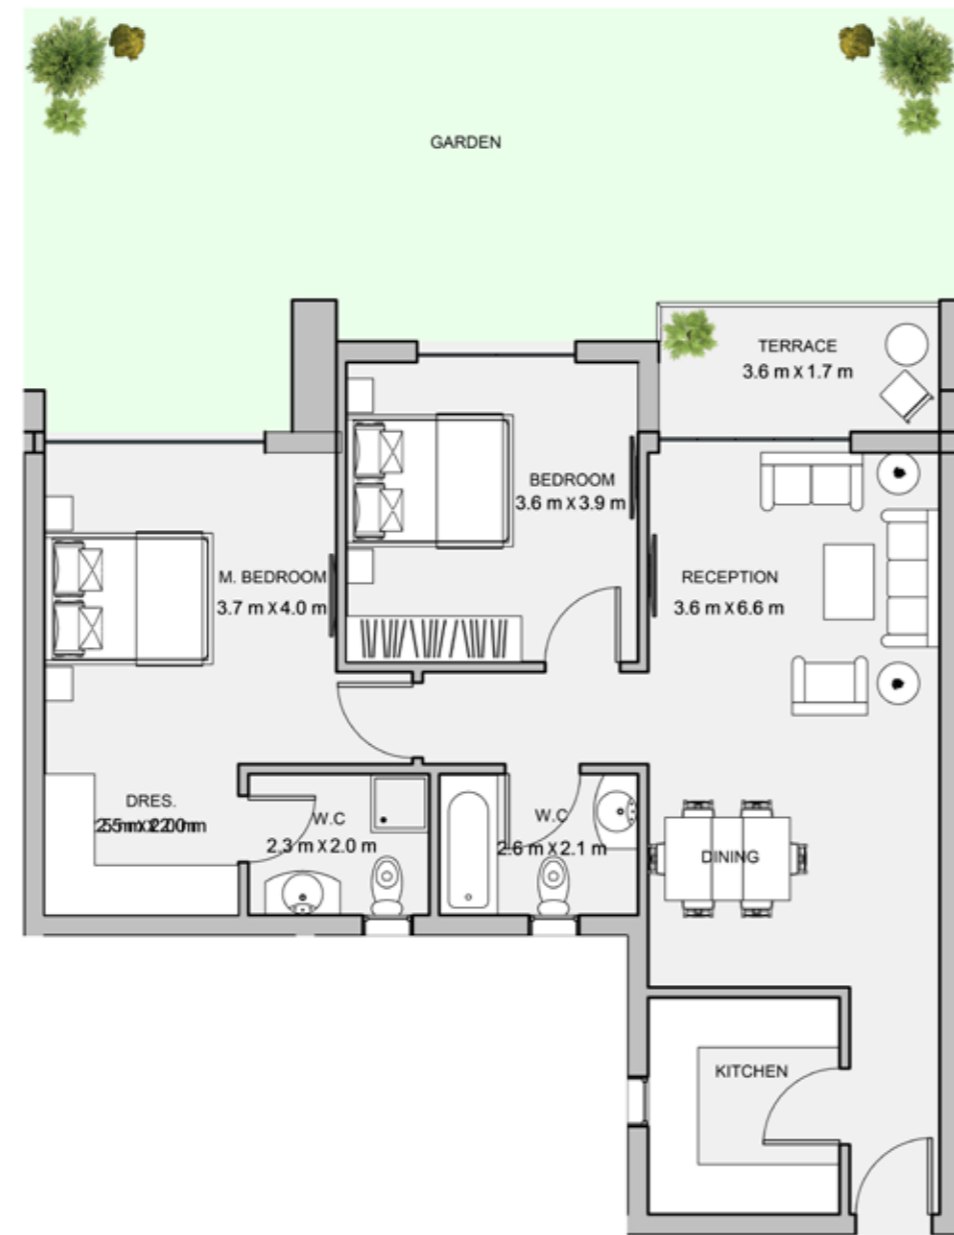 GARDEN
TERRACE
3.6 m X 1.7 m
BEDROOM
3.6 m X 3.9 m
M. BEDROOM
3.7 m X 4.0 m
RECEPTION
3.6 m X 6.6 m
DRES.
W.C
2.3 m X 2.0 m
W.C
2.6 m X 2.1 m
DINING
KITCHEN